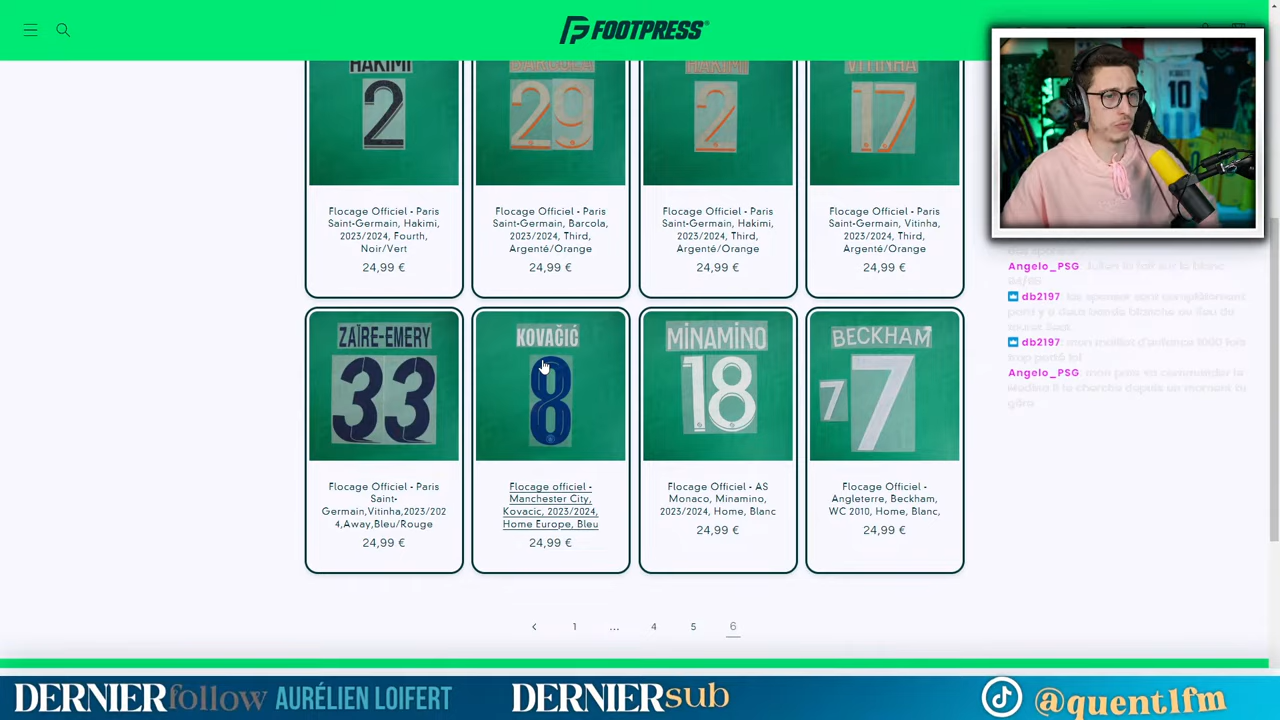 FOOTPRESS
HAKIMI
BARCOLA
HAKIMI
VITINHA
2
29
2
17
10
Flocage Officiel - Paris
Saint-Germain, Hakimi,
2023/2024, Fourth,
Noir/Vert
24,99 €
Flocage Officiel - Paris
Saint-Germain, Barcola,
2023/2024, Third,
Argenté/Orange
24,99 €
Flocage Officiel - Paris
Saint-Germain, Hakimi,
2023/2024, Third,
Argenté/Orange
24,99 €
Flocage Officiel - Paris
Saint-Germain, Vitinha,
2023/2024, Third,
Argenté/Orange
24,99 €
ZAÏRE-EMERY
33
KOVAČIĆ
8
MİNAMİNO
18
BECKHAM
7
7
Flocage Officiel - Paris
Saint-
Germain,Vitinha,2023/202
4,Away,Bleu/Rouge
24,99 €
Flocage officiel -
Manchester City,
Kovacic, 2023/2024,
Home Europe, Bleu
24,99 €
Flocage Officiel - AS
Monaco, Minamino,
2023/2024, Home, Blanc
24,99 €
Flocage Officiel -
Angleterre, Beckham,
WC 2010, Home, Blanc,
24,99 €
Angelo_PSG
db2197
db2197
Angelo_PSG
1 ... 4 5 6
DERNIER follow AURÉLIEN LOIFERT DERNIER sub @quent1fm